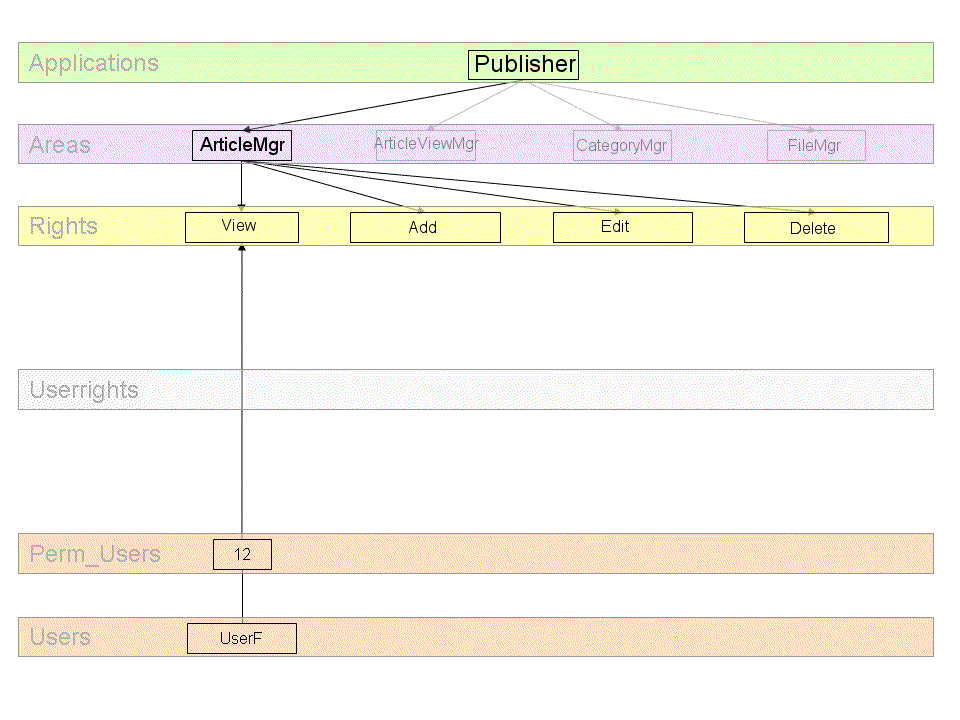 Applications
Publisher
Areas
ArticleMgr
ArticleViewMgr
CategoryMgr
FileMgr
Rights
View
Add
Edit
Delete
Userrights
Perm_Users
12
Users
UserF